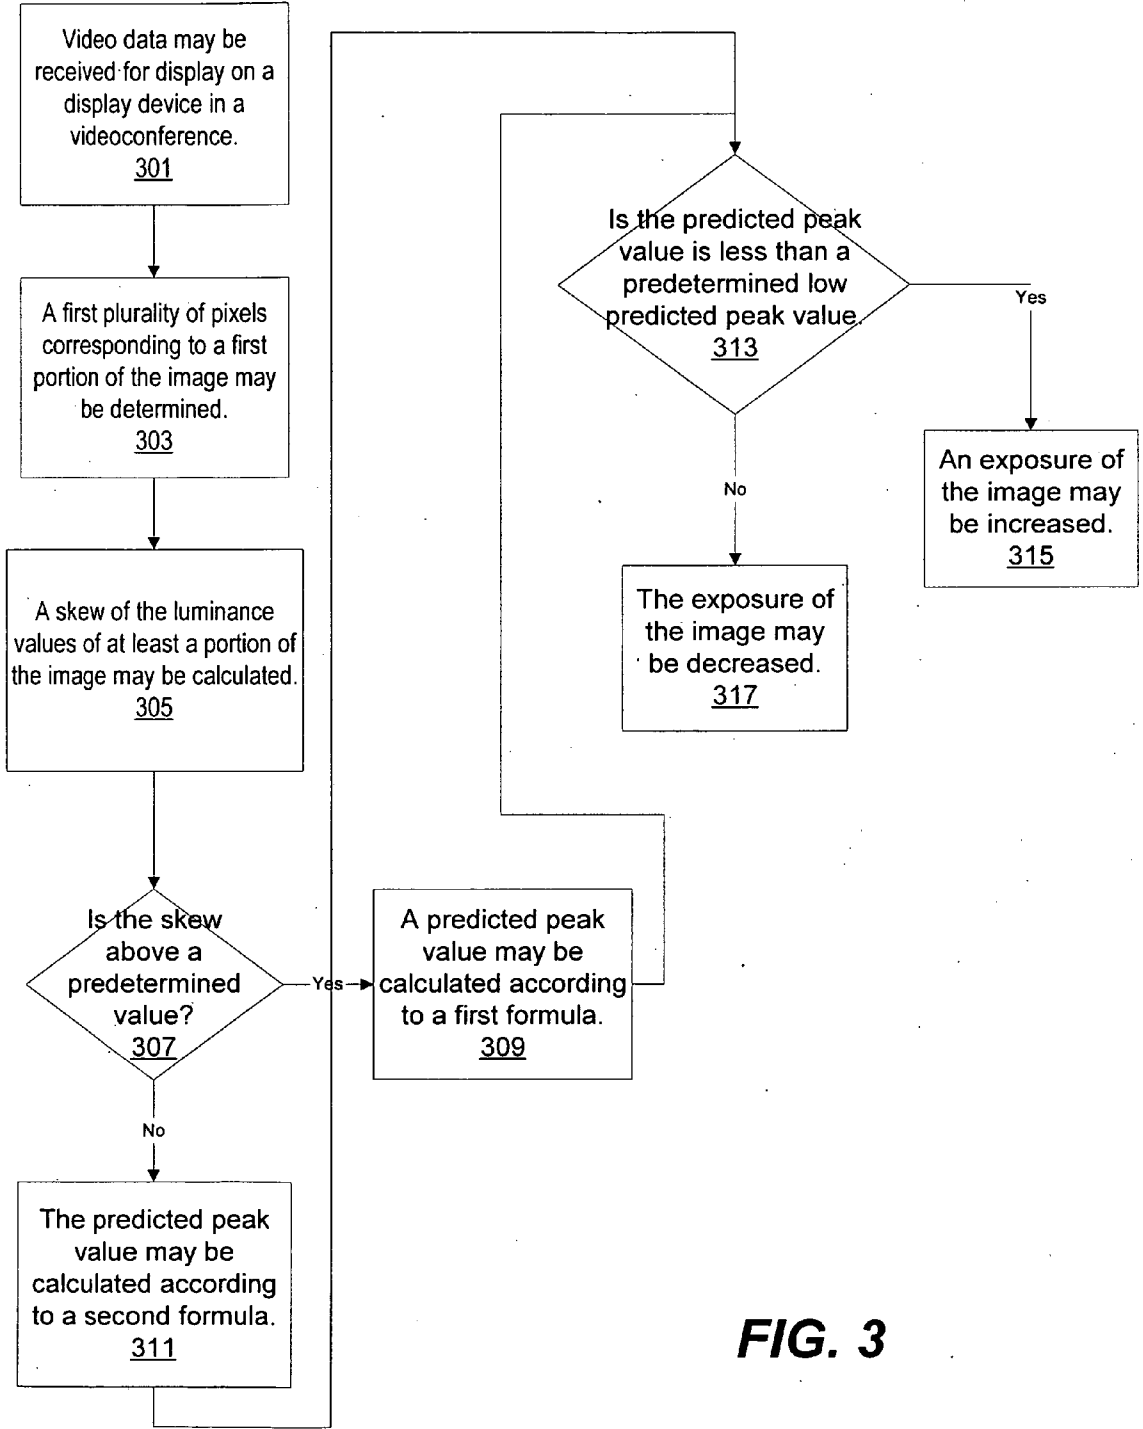 Video data may be
received for display on a
display device in a
videoconference.
301
A first plurality of pixels
corresponding to a first
portion of the image may
be determined.
303
A skew of the luminance
values of at least a portion of
the image may be calculated.
305
Is the skew
above a
predetermined
value?
307
Yes
No
A predicted peak
value may be
calculated according
to a first formula.
309
The predicted peak
value may be
calculated according
to a second formula.
311
Is the predicted peak
value is less than a
predetermined low
predicted peak value.
313
Yes
No
An exposure of
the image may
be increased.
315
The exposure of
the image may
be decreased.
317
FIG. 3